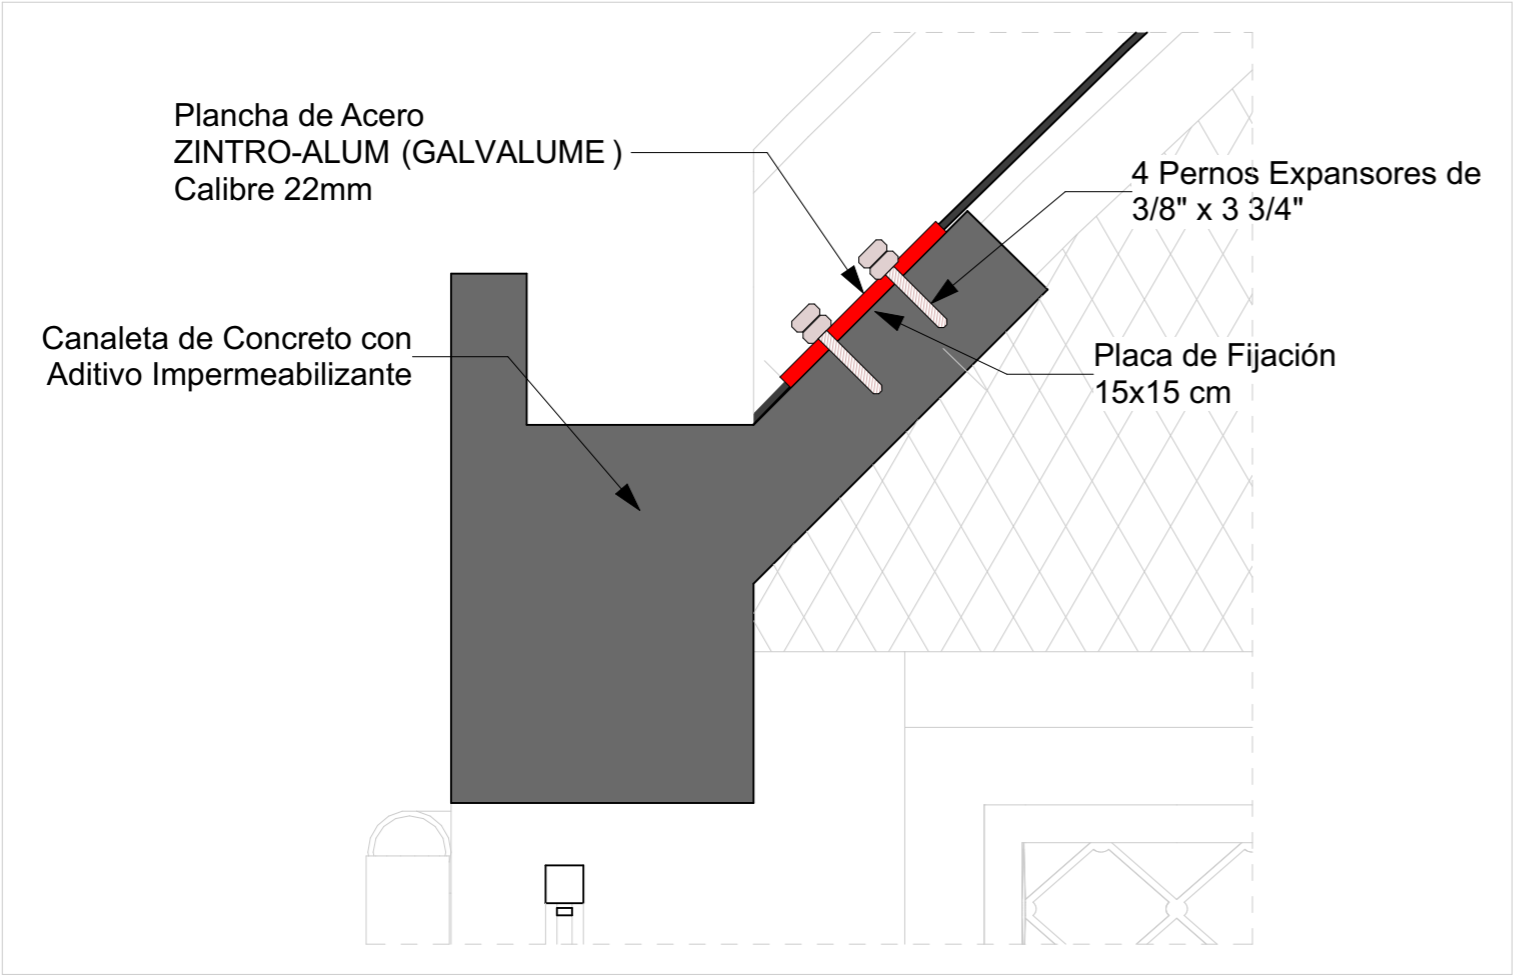 Plancha de Acero
ZINTRO-ALUM (GALVALUME )
Calibre 22mm
4 Pernos Expansores de
3/8" x 3 3/4"
Canaleta de Concreto con
Aditivo Impermeabilizante
Placa de Fijación
15x15 cm